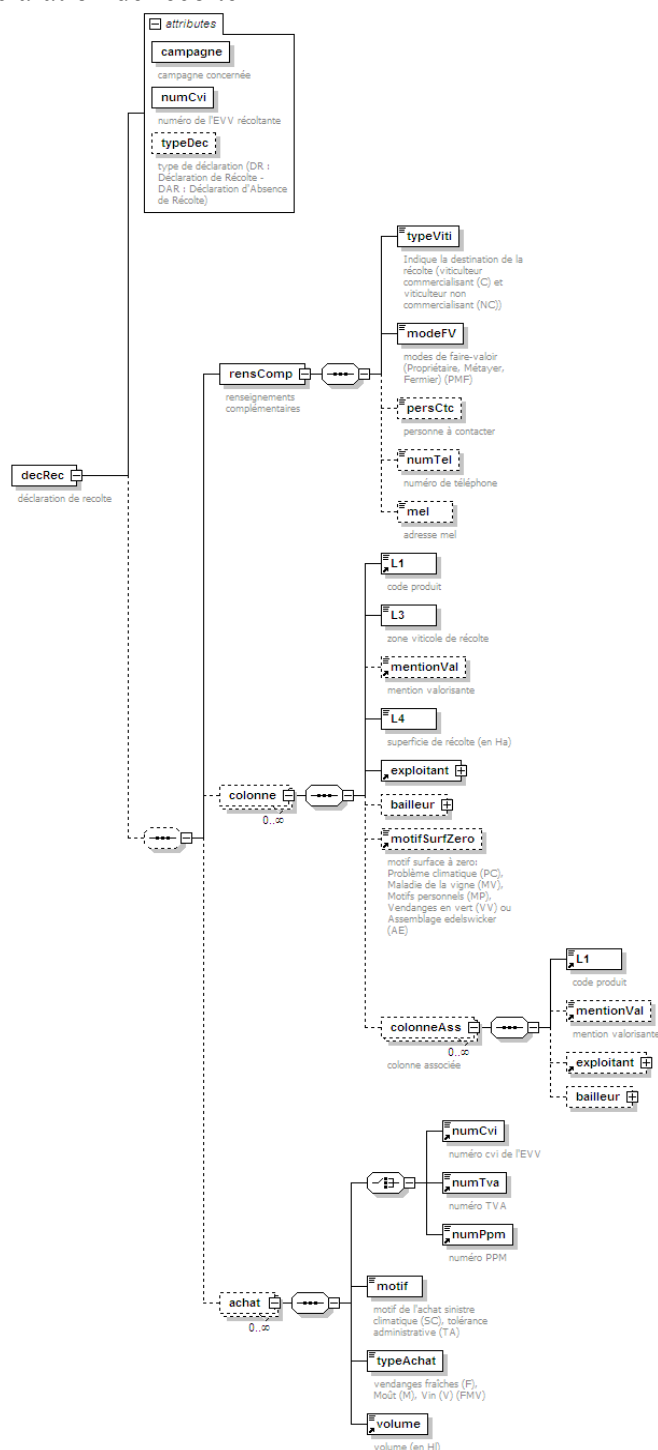 attributes
campagne
campagne concernée
numCvi
numéro de l'EVV récoltante
typeDec
type de déclaration (DR :
Déclaration de Récolte -
DAR : Déclaration d'Absence
de Récolte)
typeViti
Indique la destination de la
récolte (viticulteur
commercialisant (C) et
viticulteur non
commercialisant (NC))
modeFV
modes de faire-valoir
(Propriétaire, Métayer,
Fermier) (PMF)
rensComp
renseignements
complémentaires
persCtc
personne à contacter
numTel
numéro de téléphone
mel
adresse mel
decRec
déclaration de recolte
L1
code produit
L3
zone viticole de récolte
mentionVal
mention valorisante
L4
superficie de récolte (en Ha)
exploitant
colonne
0..∞
bailleur
motifSurfZero
motif surface à zero:
Problème climatique (PC),
Maladie de la vigne (MV),
Motifs personnels (MP),
Vendanges en vert (VV) ou
Assemblage edelswicker
(AE)
L1
code produit
mentionVal
mention valorisante
colonneAss
0..∞
colonne associée
exploitant
bailleur
numCvi
numéro cvi de l'EVV
numTva
numéro TVA
numPpm
numéro PPM
motif
motif de l'achat sinistre
climatique (SC), tolérance
administrative (TA)
achat
0..∞
typeAchat
vendanges fraîches (F),
Moût (M), Vin (V) (FMV)
volume
volume (en Hl)